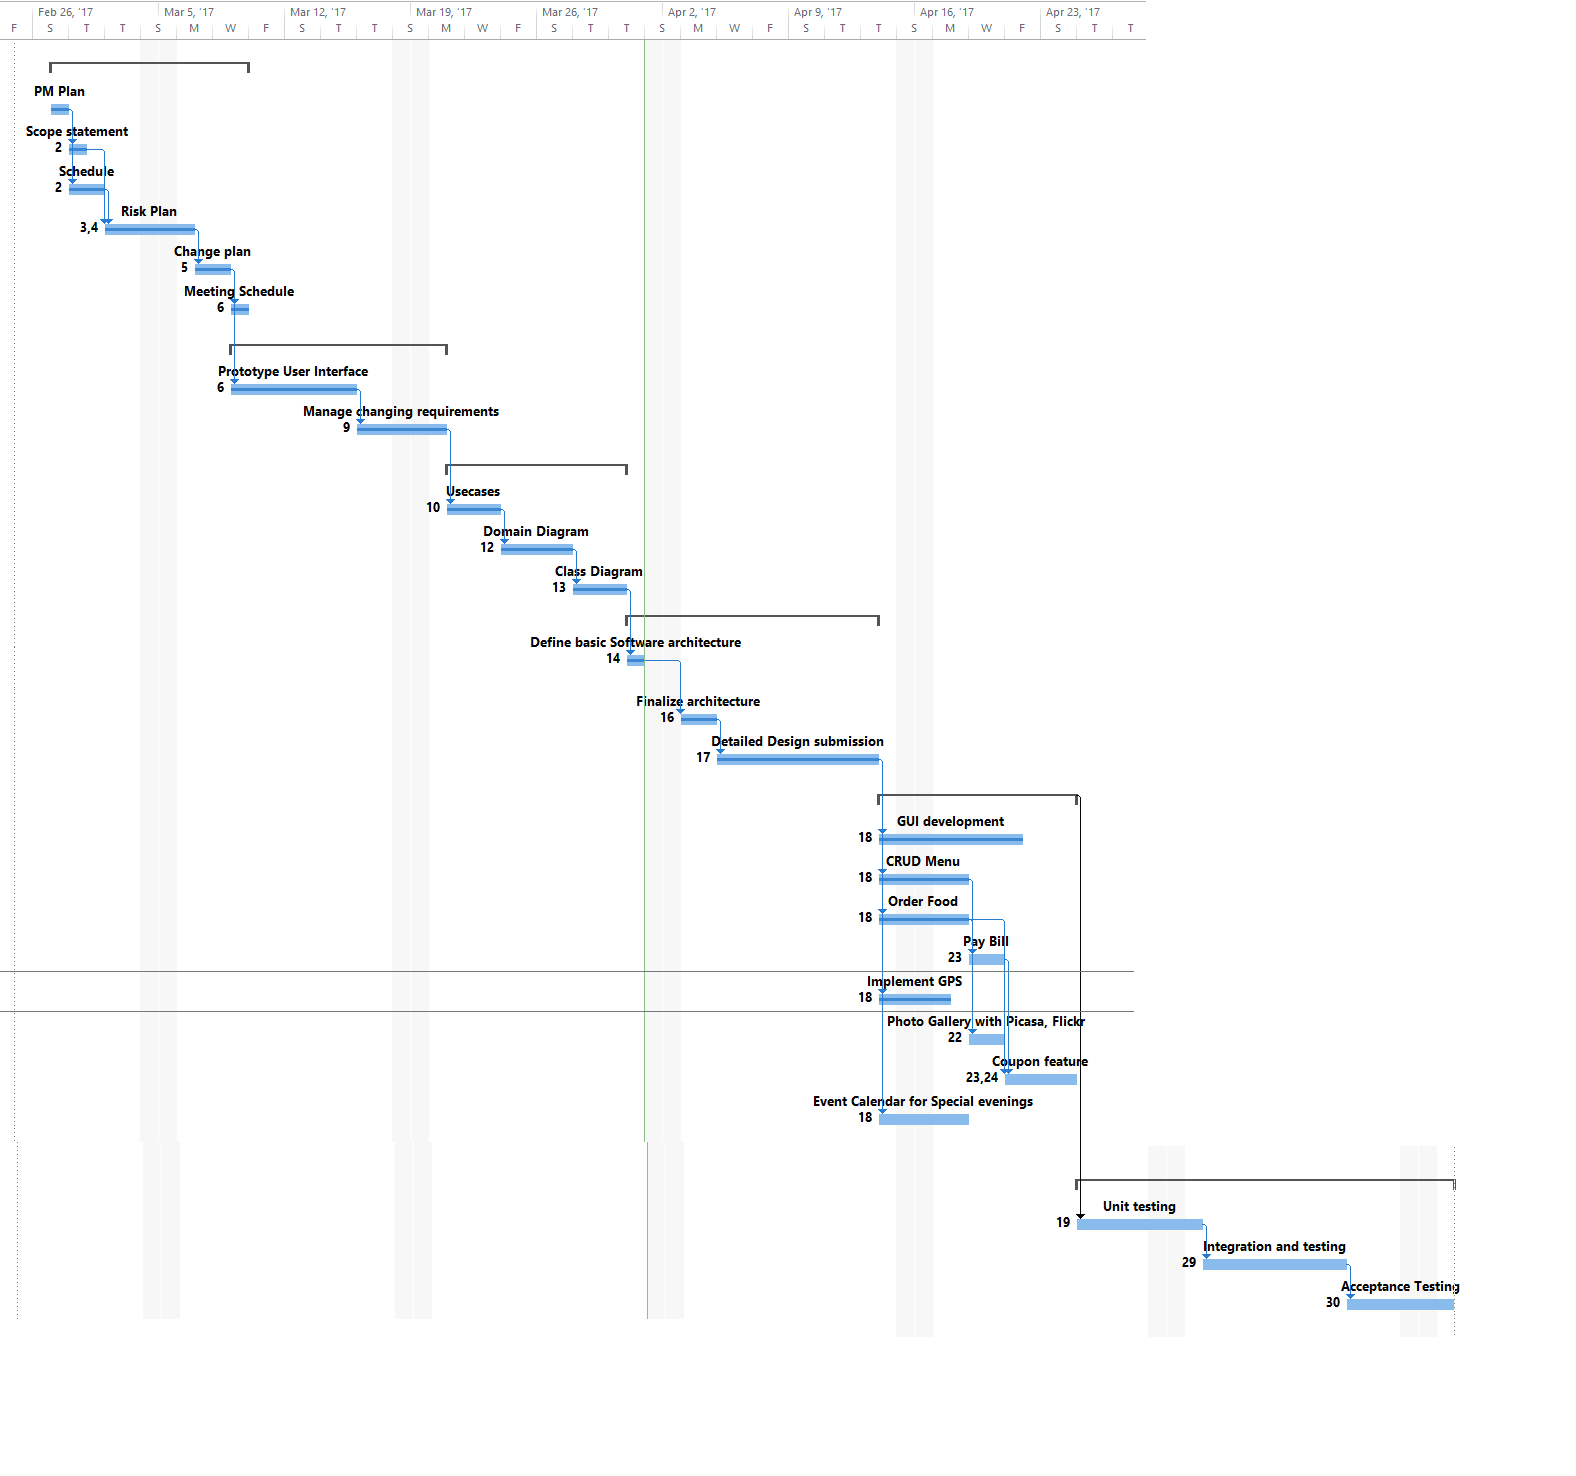 Feb 26, '17 Mar 5, '17 Mar 12, '17 Mar 19, '17 Mar 26, '17 Apr 2, '17 Apr 9, '17 Apr 16, '17 Apr 23, '17
F S T T S M W F S T T S M W F S T T S M W F S T T S M W F S T T
PM Plan
Scope statement
2
Schedule
2
Risk Plan
3,4
Change plan
5
Meeting Schedule
6
Prototype User Interface
6
Manage changing requirements
9
Usecases
10
Domain Diagram
12
Class Diagram
13
Define basic Software architecture
14
Finalize architecture
16
Detailed Design submission
17
GUI development
18
CRUD Menu
18
Order Food
18
Pay Bill
23
Implement GPS
18
Photo Gallery with Picasa, Flickr
22
Coupon feature
23,24
Event Calendar for Special evenings
18
Unit testing
19
Integration and testing
29
Acceptance Testing
30